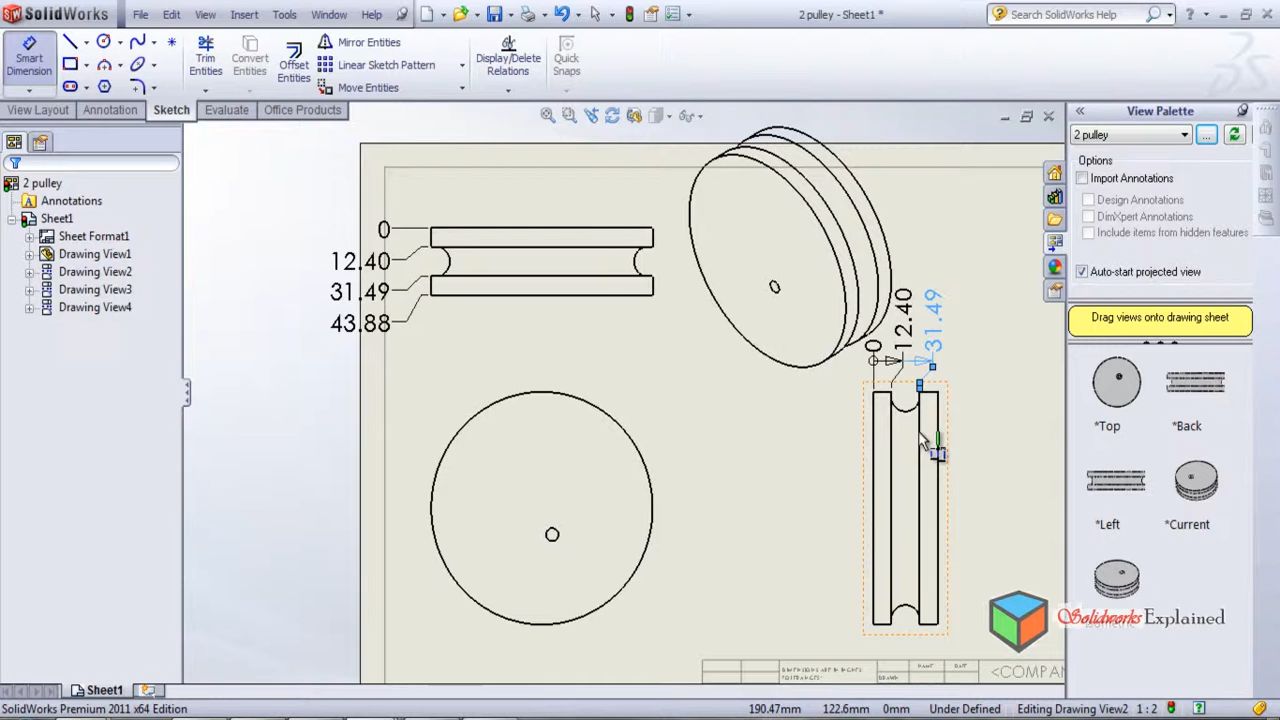 SolidWorks
File
Edit
View
Insert
Tools
Window
Help
2 pulley - Sheet1 *
Search SolidWorks Help
Smart Dimension
Trim Entities
Convert Entities
Offset Entities
Mirror Entities
Linear Sketch Pattern
Move Entities
Display/Delete Relations
Quick Snaps
View Layout
Annotation
Sketch
Evaluate
Office Products
2 pulley
Annotations
Sheet1
Sheet Format1
Drawing View1
Drawing View2
Drawing View3
Drawing View4
0
12.40
31.49
43.88
0
12.40
31.49
<COMPAN
NAME
DATE
DRAWN
View Palette
2 pulley
...
Options
Import Annotations
Design Annotations
DimXpert Annotations
Include items from hidden features
Auto-start projected view
Drag views onto drawing sheet
*Top
*Back
*Left
*Current
Solidworks Explained
Sheet1
SolidWorks Premium 2011 x64 Edition
190.47mm
122.6mm
0mm
Under Defined
Editing Drawing View2
1 : 2